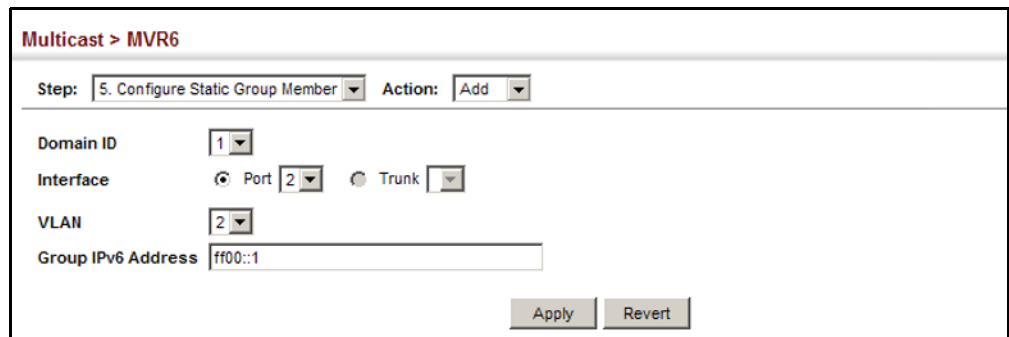 Multicast > MVR6
Step: 5. Configure Static Group Member Action: Add
Domain ID 1
Interface Port 2 Trunk
VLAN 2
Group IPv6 Address ff00::1
Apply Revert